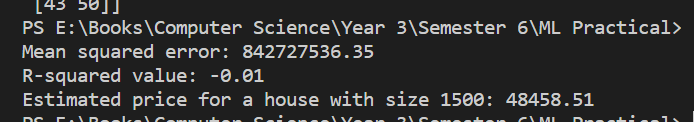 [43 50]]
PS E:\Books\Computer Science\Year 3\Semester 6\ML Practical>
Mean squared error: 842727536.35
R-squared value: -0.01
Estimated price for a house with size 1500: 48458.51
PS E:\Books\Computer Science\Year 3\Semester 6\ML Practical>